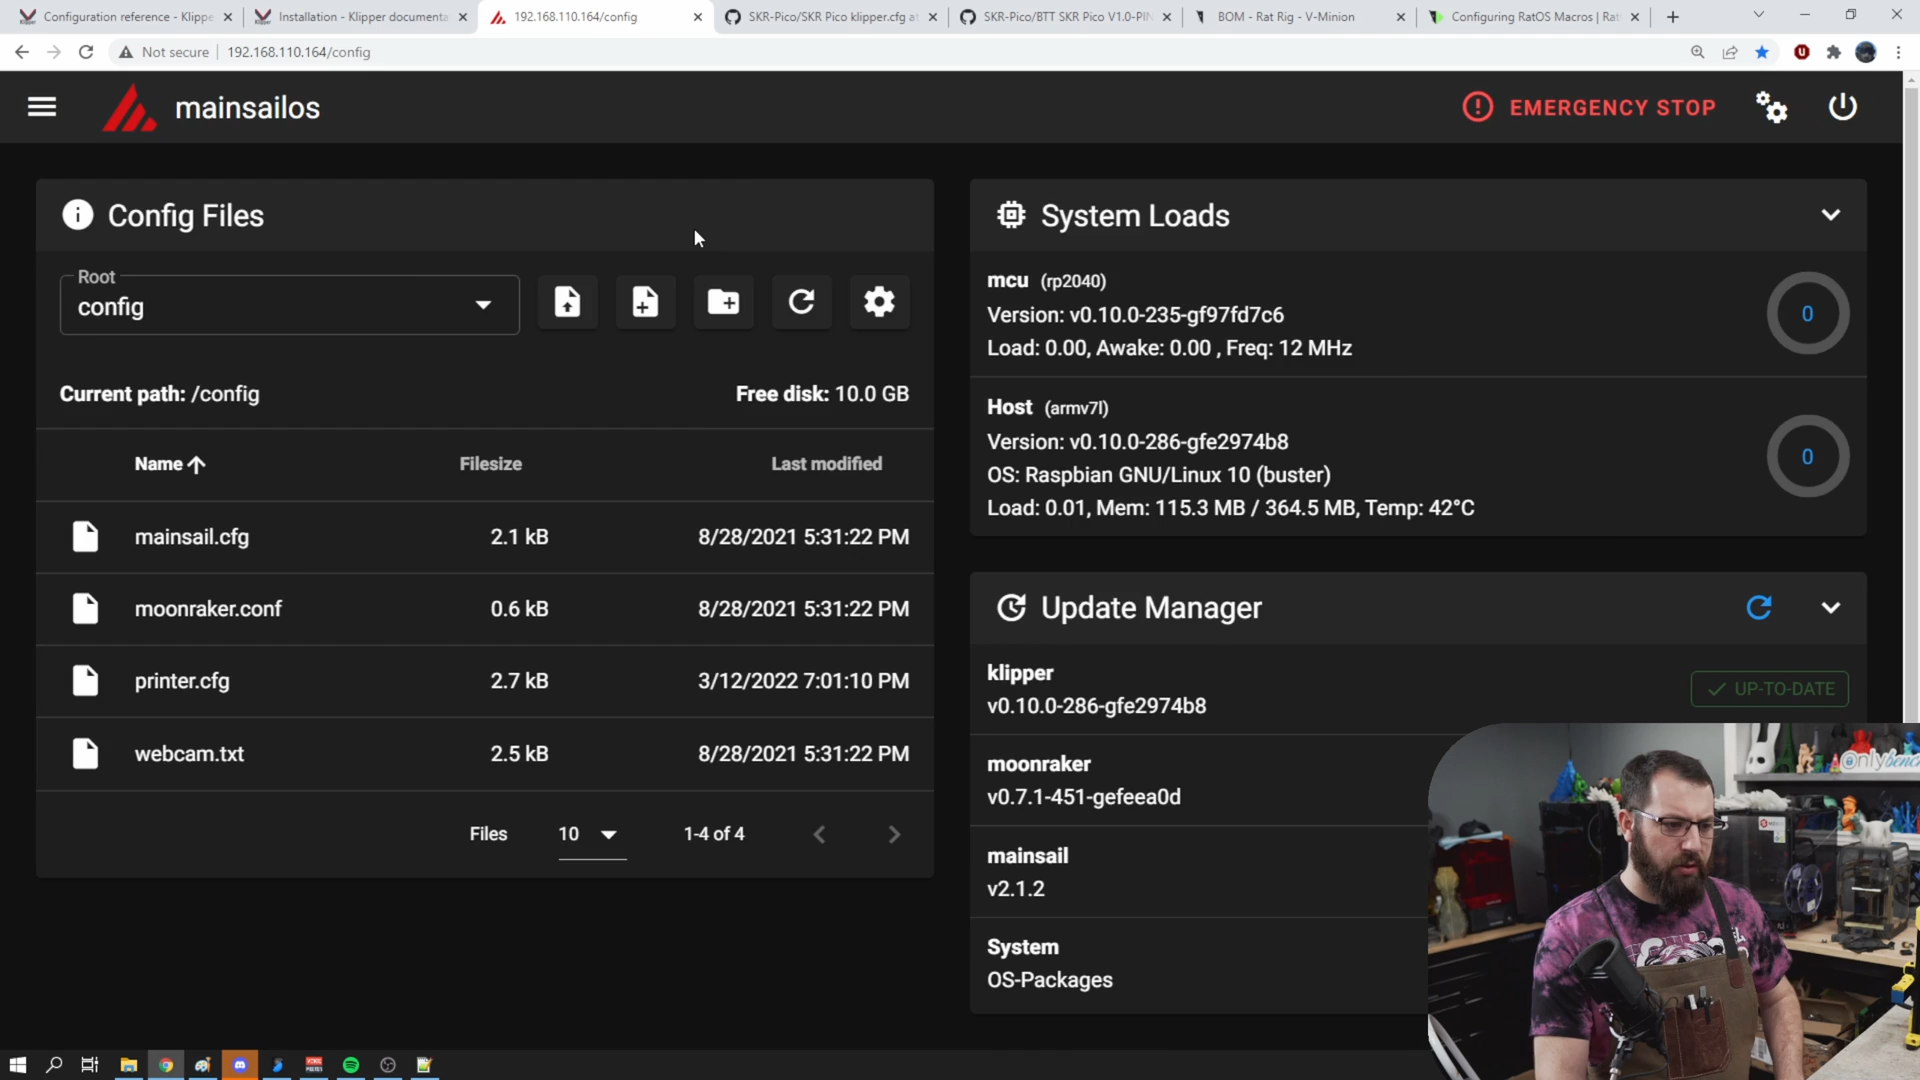 Configuration reference - Klippe
Installation - Klipper documenta
192.168.110.164/config
SKR-Pico/SKR Pico klipper.cfg at
SKR-Pico/BTT SKR Pico V1.0-PIN
BOM - Rat Rig - V-Minion
Configuring RatOS Macros | Rat
Not secure
192.168.110.164/config
mainsailos
EMERGENCY STOP
Config Files
Root
config
Current path: /config
Free disk: 10.0 GB
Name
Filesize
Last modified
mainsail.cfg
2.1 kB
8/28/2021 5:31:22 PM
moonraker.conf
0.6 kB
8/28/2021 5:31:22 PM
printer.cfg
2.7 kB
3/12/2022 7:01:10 PM
webcam.txt
2.5 kB
8/28/2021 5:31:22 PM
Files
10
1-4 of 4
System Loads
mcu (rp2040)
Version: v0.10.0-235-gf97fd7c6
Load: 0.00, Awake: 0.00 , Freq: 12 MHz
0
Host (armv7l)
Version: v0.10.0-286-gfe2974b8
OS: Raspbian GNU/Linux 10 (buster)
Load: 0.01, Mem: 115.3 MB / 364.5 MB, Temp: 42°C
0
Update Manager
klipper
v0.10.0-286-gfe2974b8
UP-TO-DATE
moonraker
v0.7.1-451-gefeea0d
mainsail
v2.1.2
System
OS-Packages